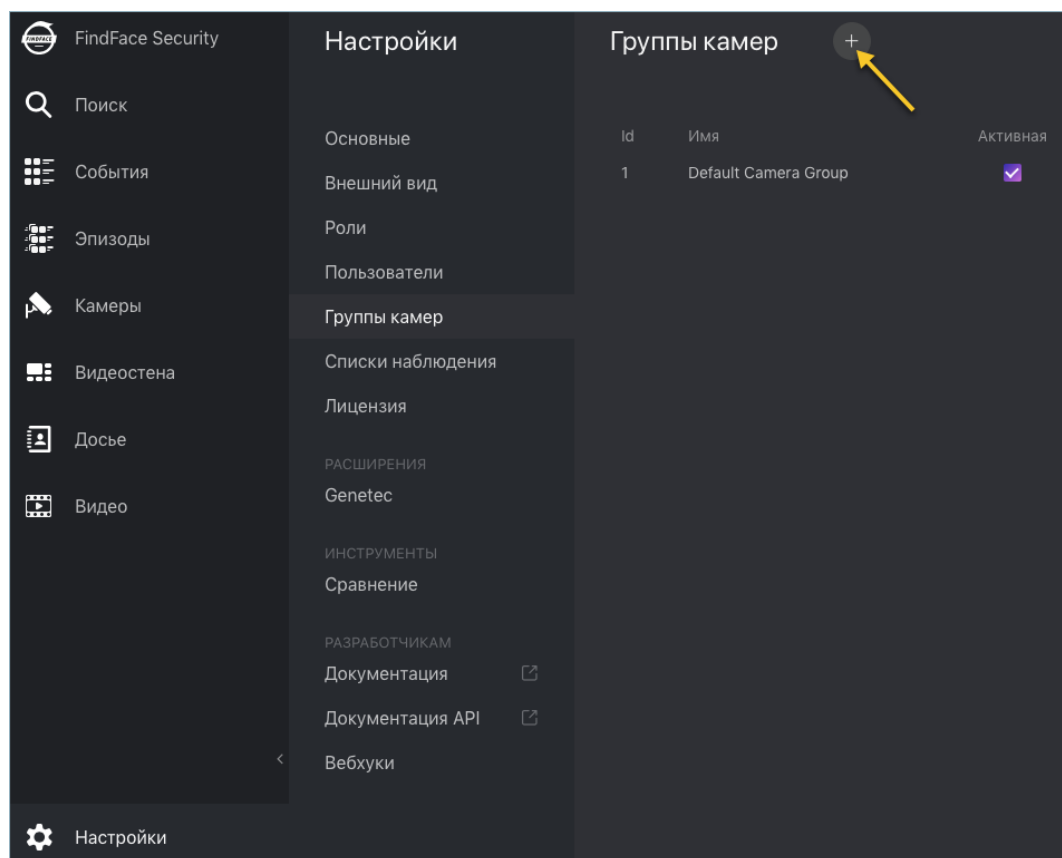 FindFace Security
Поиск
События
Эпизоды
Камеры
Видеостена
Досье
Видео
Настройки
Настройки
Основные
Внешний вид
Роли
Пользователи
Группы камер
Списки наблюдения
Лицензия
РАСШИРЕНИЯ
Genetec
ИНСТРУМЕНТЫ
Сравнение
РАЗРАБОТЧИКАМ
Документация
Документация API
Вебхуки
Группы камер
Id Имя Активная
1 Default Camera Group